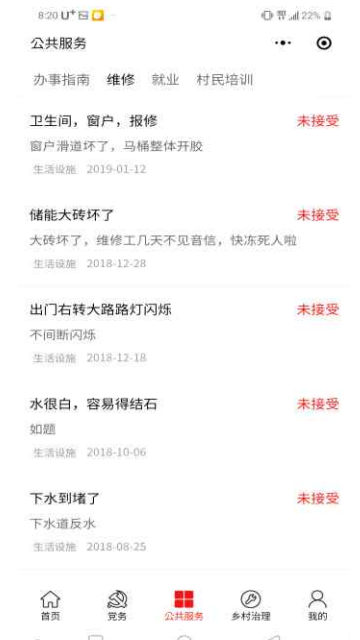 8:20 U⁺ 22%
公共服务
办事指南 维修 就业 村民培训
卫生间，窗户，报修 未接受
窗户滑道坏了，马桶整体开胶
生活设施 2019-01-12
储能大砖坏了 未接受
大砖坏了，维修工几天不见音信，快冻死人啦
生活设施 2018-12-28
出门右转大路路灯闪烁 未接受
不间断闪烁
生活设施 2018-12-18
水很白，容易得结石 未接受
如题
生活设施 2018-10-06
下水到堵了 未接受
下水道反水
生活设施 2018-08-25
首页 党务 公共服务 乡村治理 我的